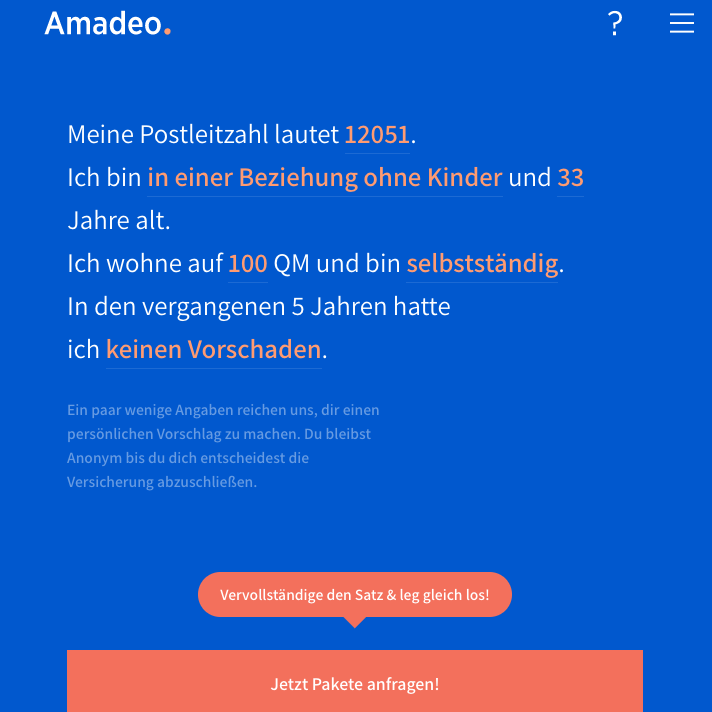 Amadeo.
?
Meine Postleitzahl lautet 12051.
Ich bin in einer Beziehung ohne Kinder und 33
Jahre alt.
Ich wohne auf 100 QM und bin selbstständig.
In den vergangenen 5 Jahren hatte
ich keinen Vorschaden.
Ein paar wenige Angaben reichen uns, dir einen
persönlichen Vorschlag zu machen. Du bleibst
Anonym bis du dich entscheidest die
Versicherung abzuschließen.
Vervollständige den Satz & leg gleich los!
Jetzt Pakete anfragen!